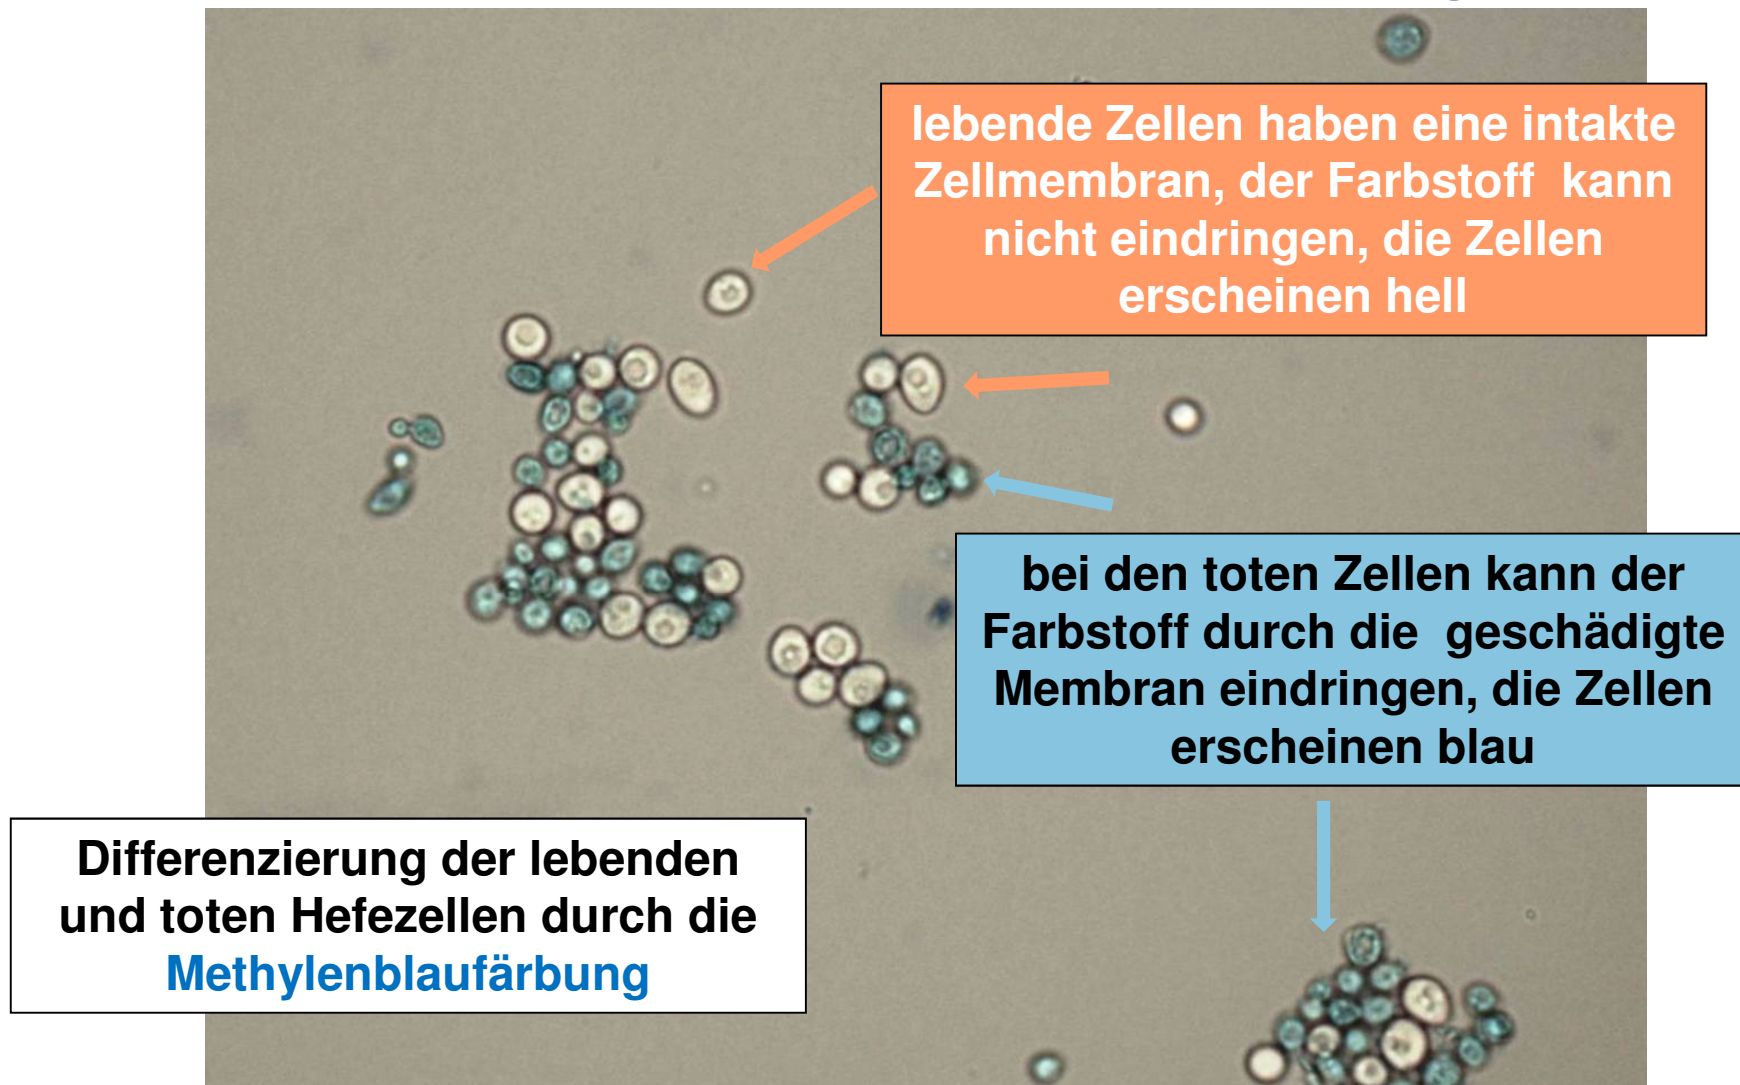 lebende Zellen haben eine intakte
Zellmembran, der Farbstoff kann
nicht eindringen, die Zellen
erscheinen hell
bei den toten Zellen kann der
Farbstoff durch die geschädigte
Membran eindringen, die Zellen
erscheinen blau
Differenzierung der lebenden
und toten Hefezellen durch die
Methylenblaufärbung